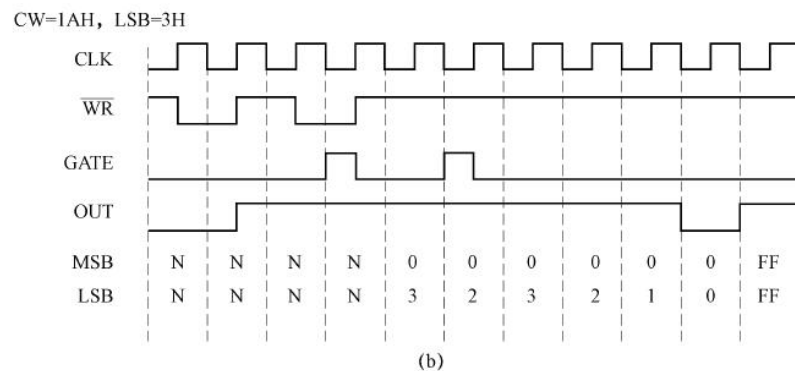 CW=1AH, LSB=3H
CLK
WR
GATE
OUT
MSB N N N N 0 0 0 0 0 0 FF
LSB N N N N 3 2 3 2 1 0 FF
(b)